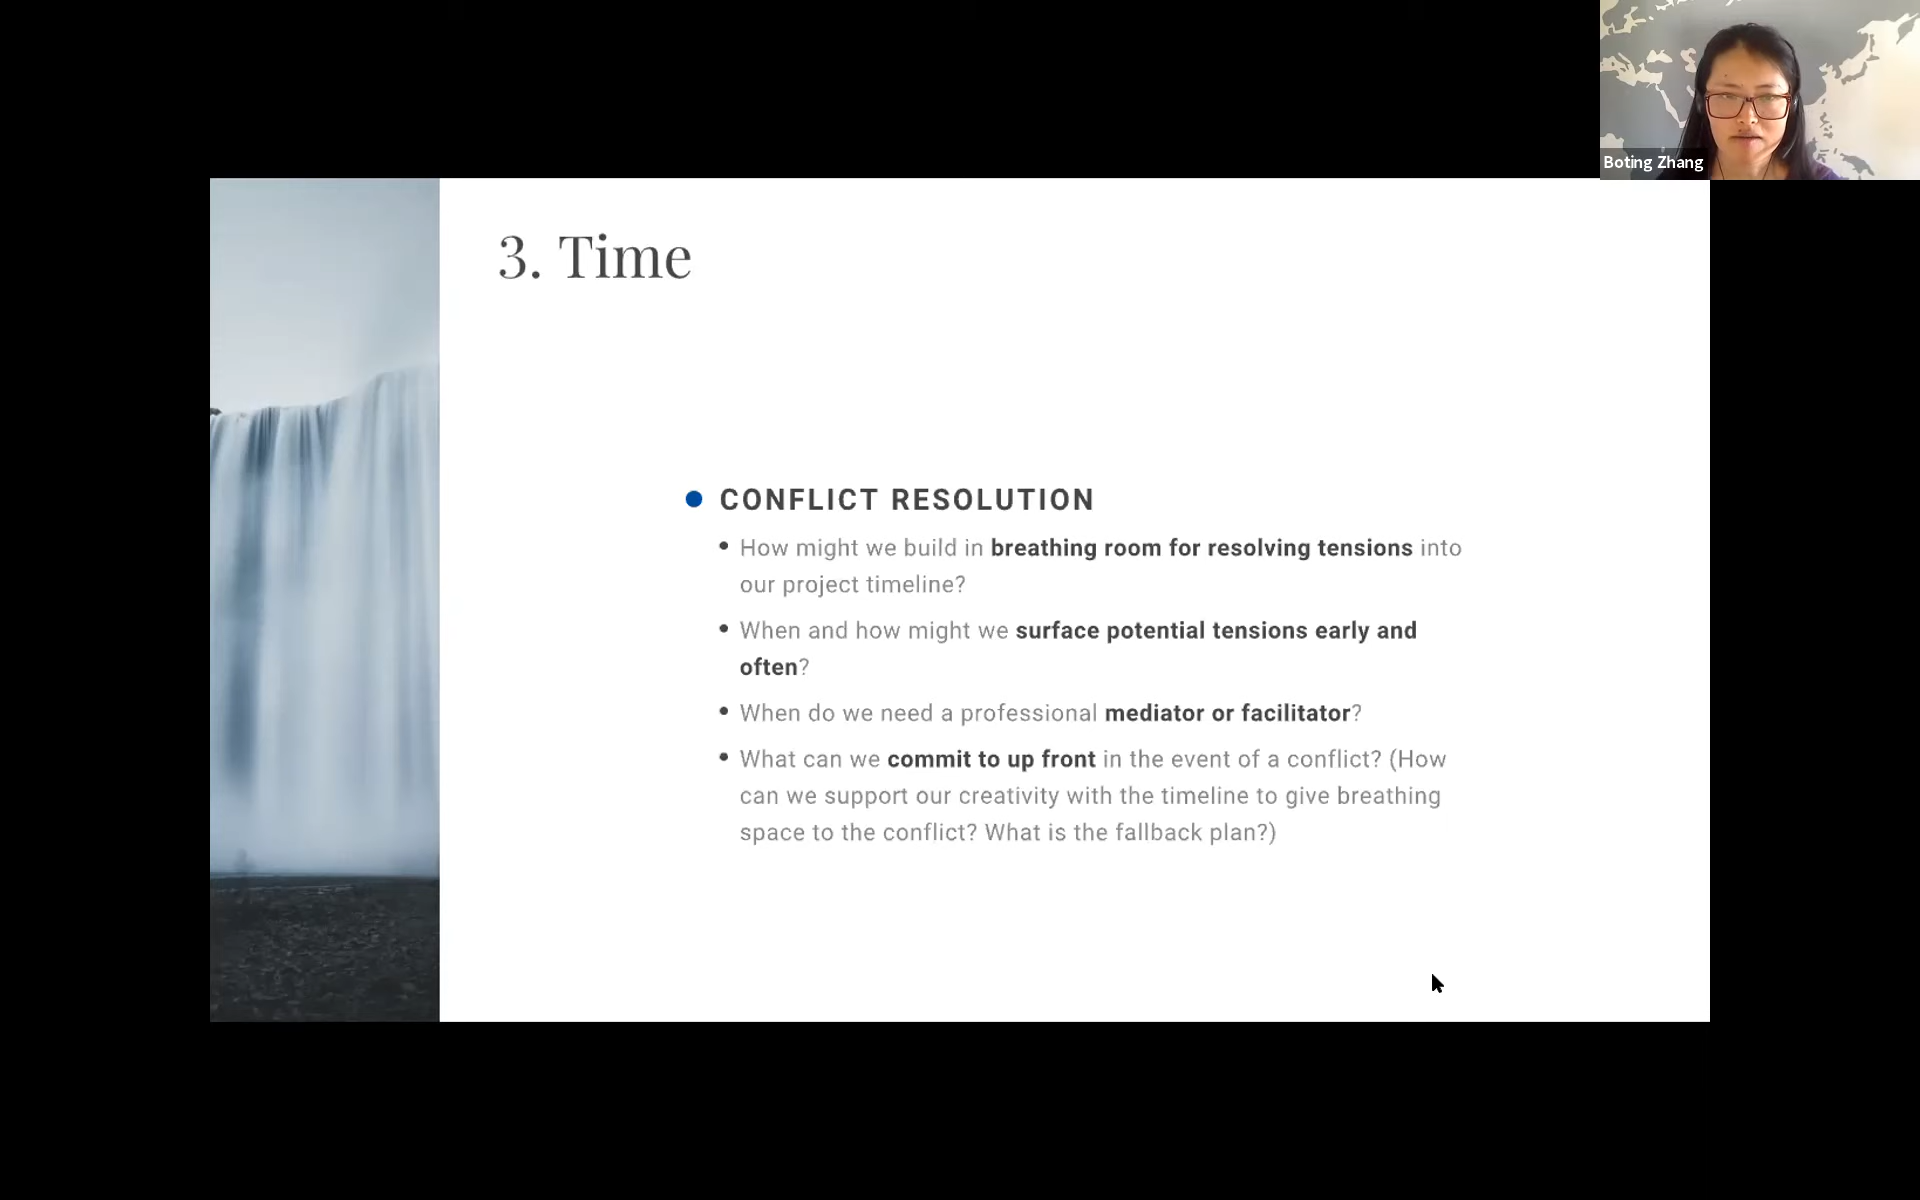 Boting Zhang
3. Time
CONFLICT RESOLUTION
How might we build in breathing room for resolving tensions into
our project timeline?
When and how might we surface potential tensions early and
often?
When do we need a professional mediator or facilitator?
What can we commit to up front in the event of a conflict? (How
can we support our creativity with the timeline to give breathing
space to the conflict? What is the fallback plan?)